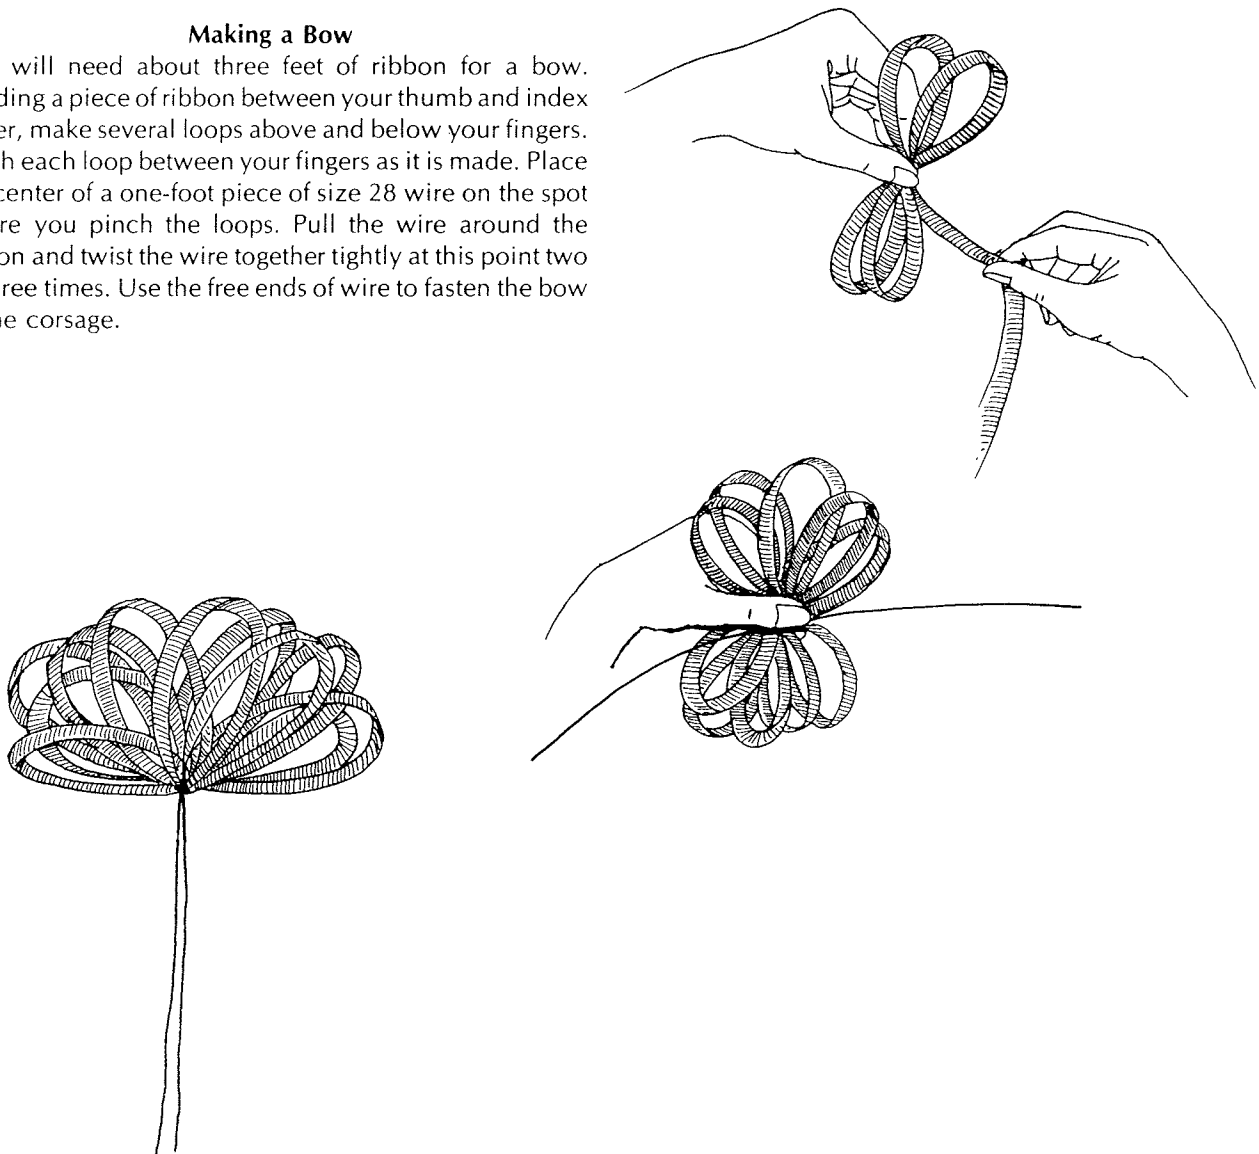 Making a Bow
will need about three feet of ribbon for a bow.
ding a piece of ribbon between your thumb and index
er, make several loops above and below your fingers.
h each loop between your fingers as it is made. Place
center of a one-foot piece of size 28 wire on the spot
re you pinch the loops. Pull the wire around the
on and twist the wire together tightly at this point two
ree times. Use the free ends of wire to fasten the bow
e corsage.